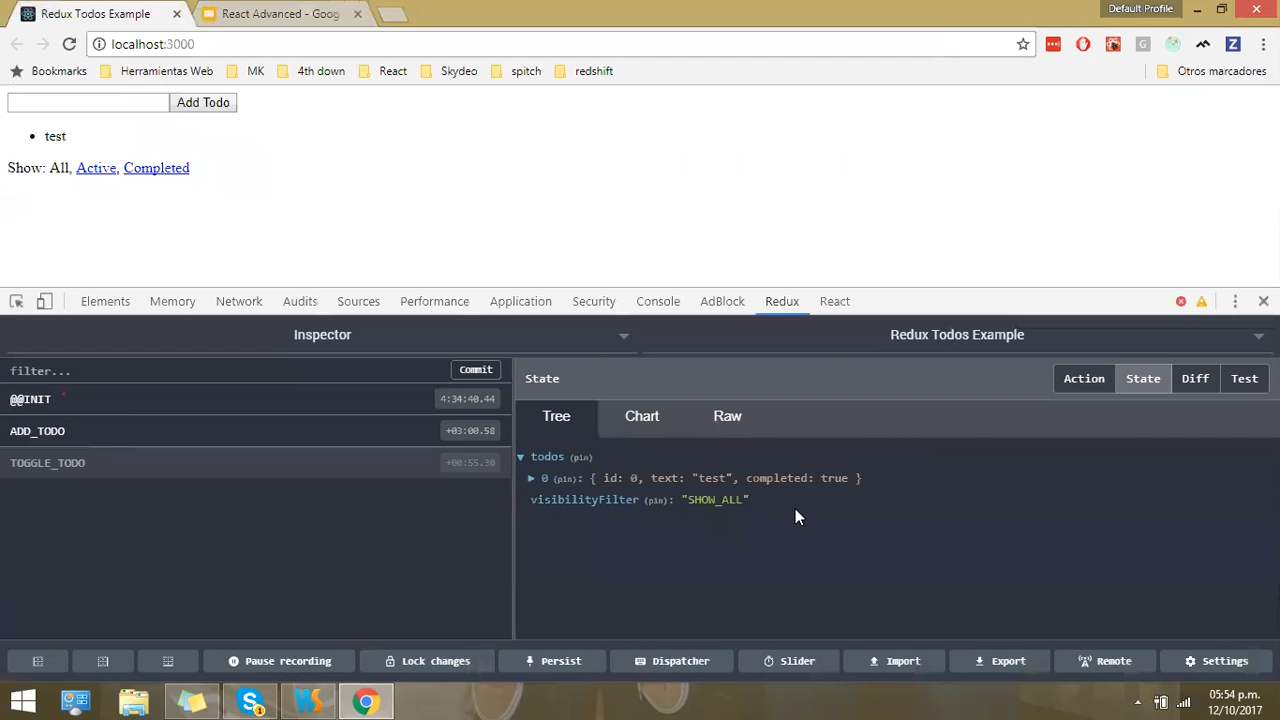 Redux Todos Example
React Advanced - Goog
Default Profile
localhost:3000
Bookmarks Herramientas Web MK 4th down React Skydeo spitch redshift Otros marcadores
Add Todo
test
Show: All, Active, Completed
Elements Memory Network Audits Sources Performance Application Security Console AdBlock Redux React
Inspector Redux Todos Example
filter... Commit
State Action State Diff Test
@@INIT 4:34:40.44
Tree Chart Raw
ADD_TODO +03:00.58
todos (pin)
TOGGLE_TODO +00:55.30
0 (pin): { id: 0, text: "test", completed: true }
visibilityFilter (pin): "SHOW_ALL"
Pause recording Lock changes Persist Dispatcher Slider Import Export Remote Settings
05:54 p.m.
12/10/2017